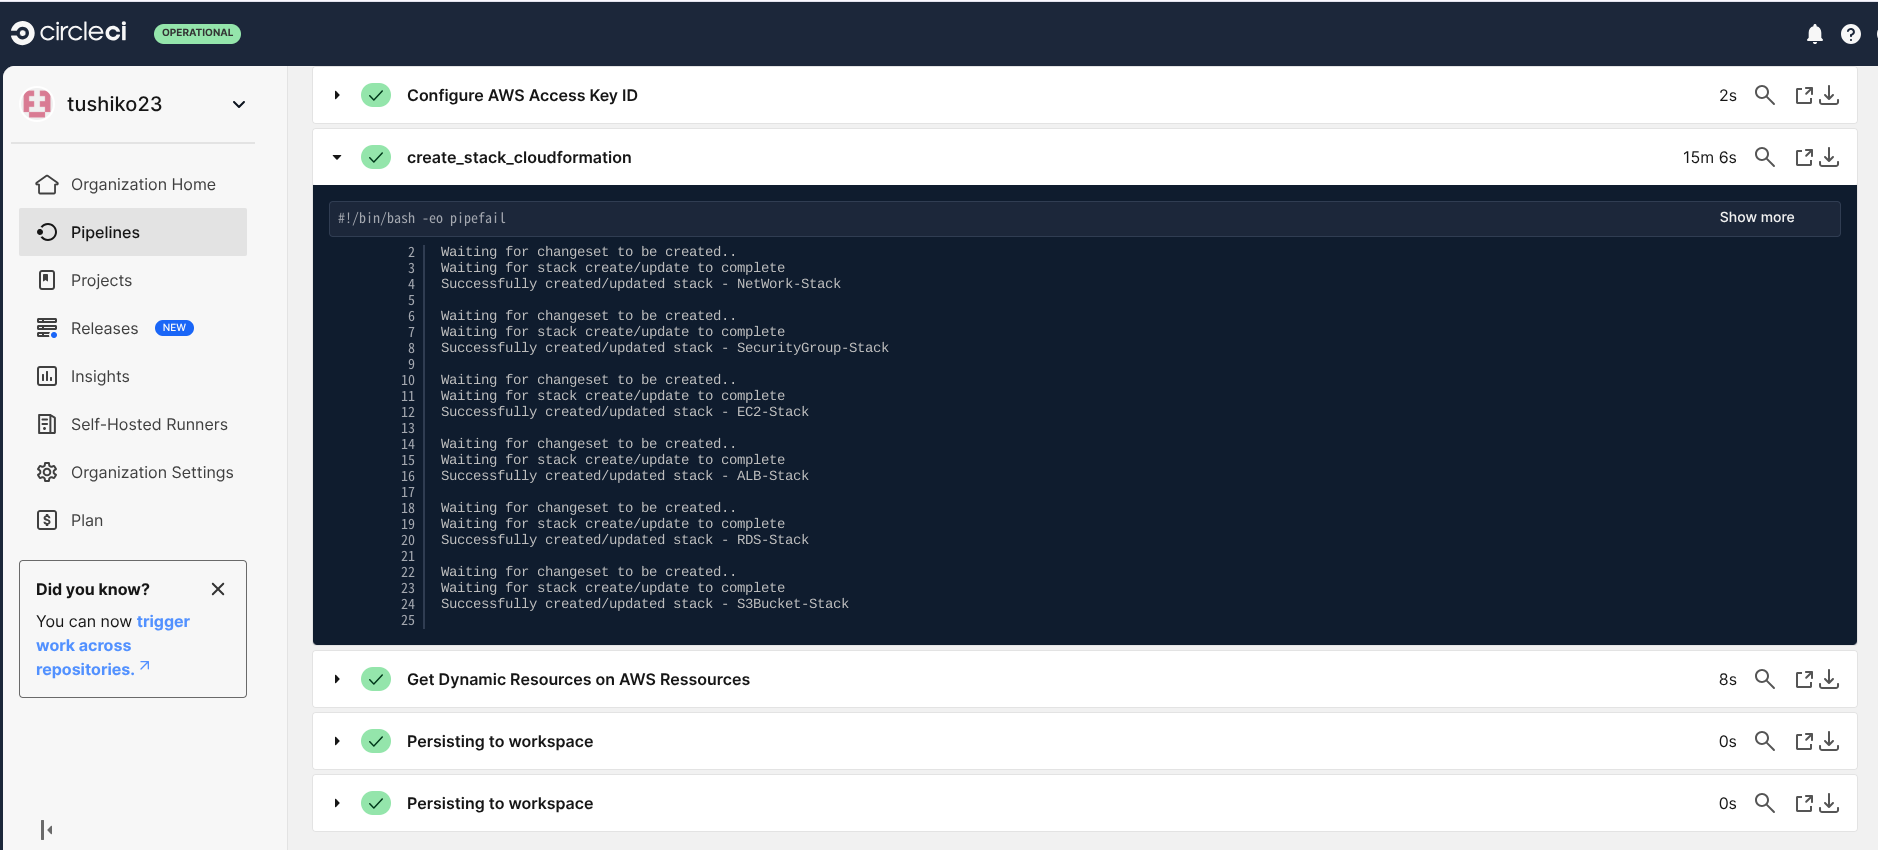 circleci
OPERATIONAL
tushiko23
Organization Home
Pipelines
Projects
Releases NEW
Insights
Self-Hosted Runners
Organization Settings
Plan
Did you know?
You can now trigger
work across
repositories.
Configure AWS Access Key ID 2s
create_stack_cloudformation 15m 6s
#!/bin/bash -eo pipefail Show more
2 Waiting for changeset to be created..
3 Waiting for stack create/update to complete
4 Successfully created/updated stack - NetWork-Stack
5
6 Waiting for changeset to be created..
7 Waiting for stack create/update to complete
8 Successfully created/updated stack - SecurityGroup-Stack
9
10 Waiting for changeset to be created..
11 Waiting for stack create/update to complete
12 Successfully created/updated stack - EC2-Stack
13
14 Waiting for changeset to be created..
15 Waiting for stack create/update to complete
16 Successfully created/updated stack - ALB-Stack
17
18 Waiting for changeset to be created..
19 Waiting for stack create/update to complete
20 Successfully created/updated stack - RDS-Stack
21
22 Waiting for changeset to be created..
23 Waiting for stack create/update to complete
24 Successfully created/updated stack - S3Bucket-Stack
25
Get Dynamic Resources on AWS Ressources 8s
Persisting to workspace 0s
Persisting to workspace 0s